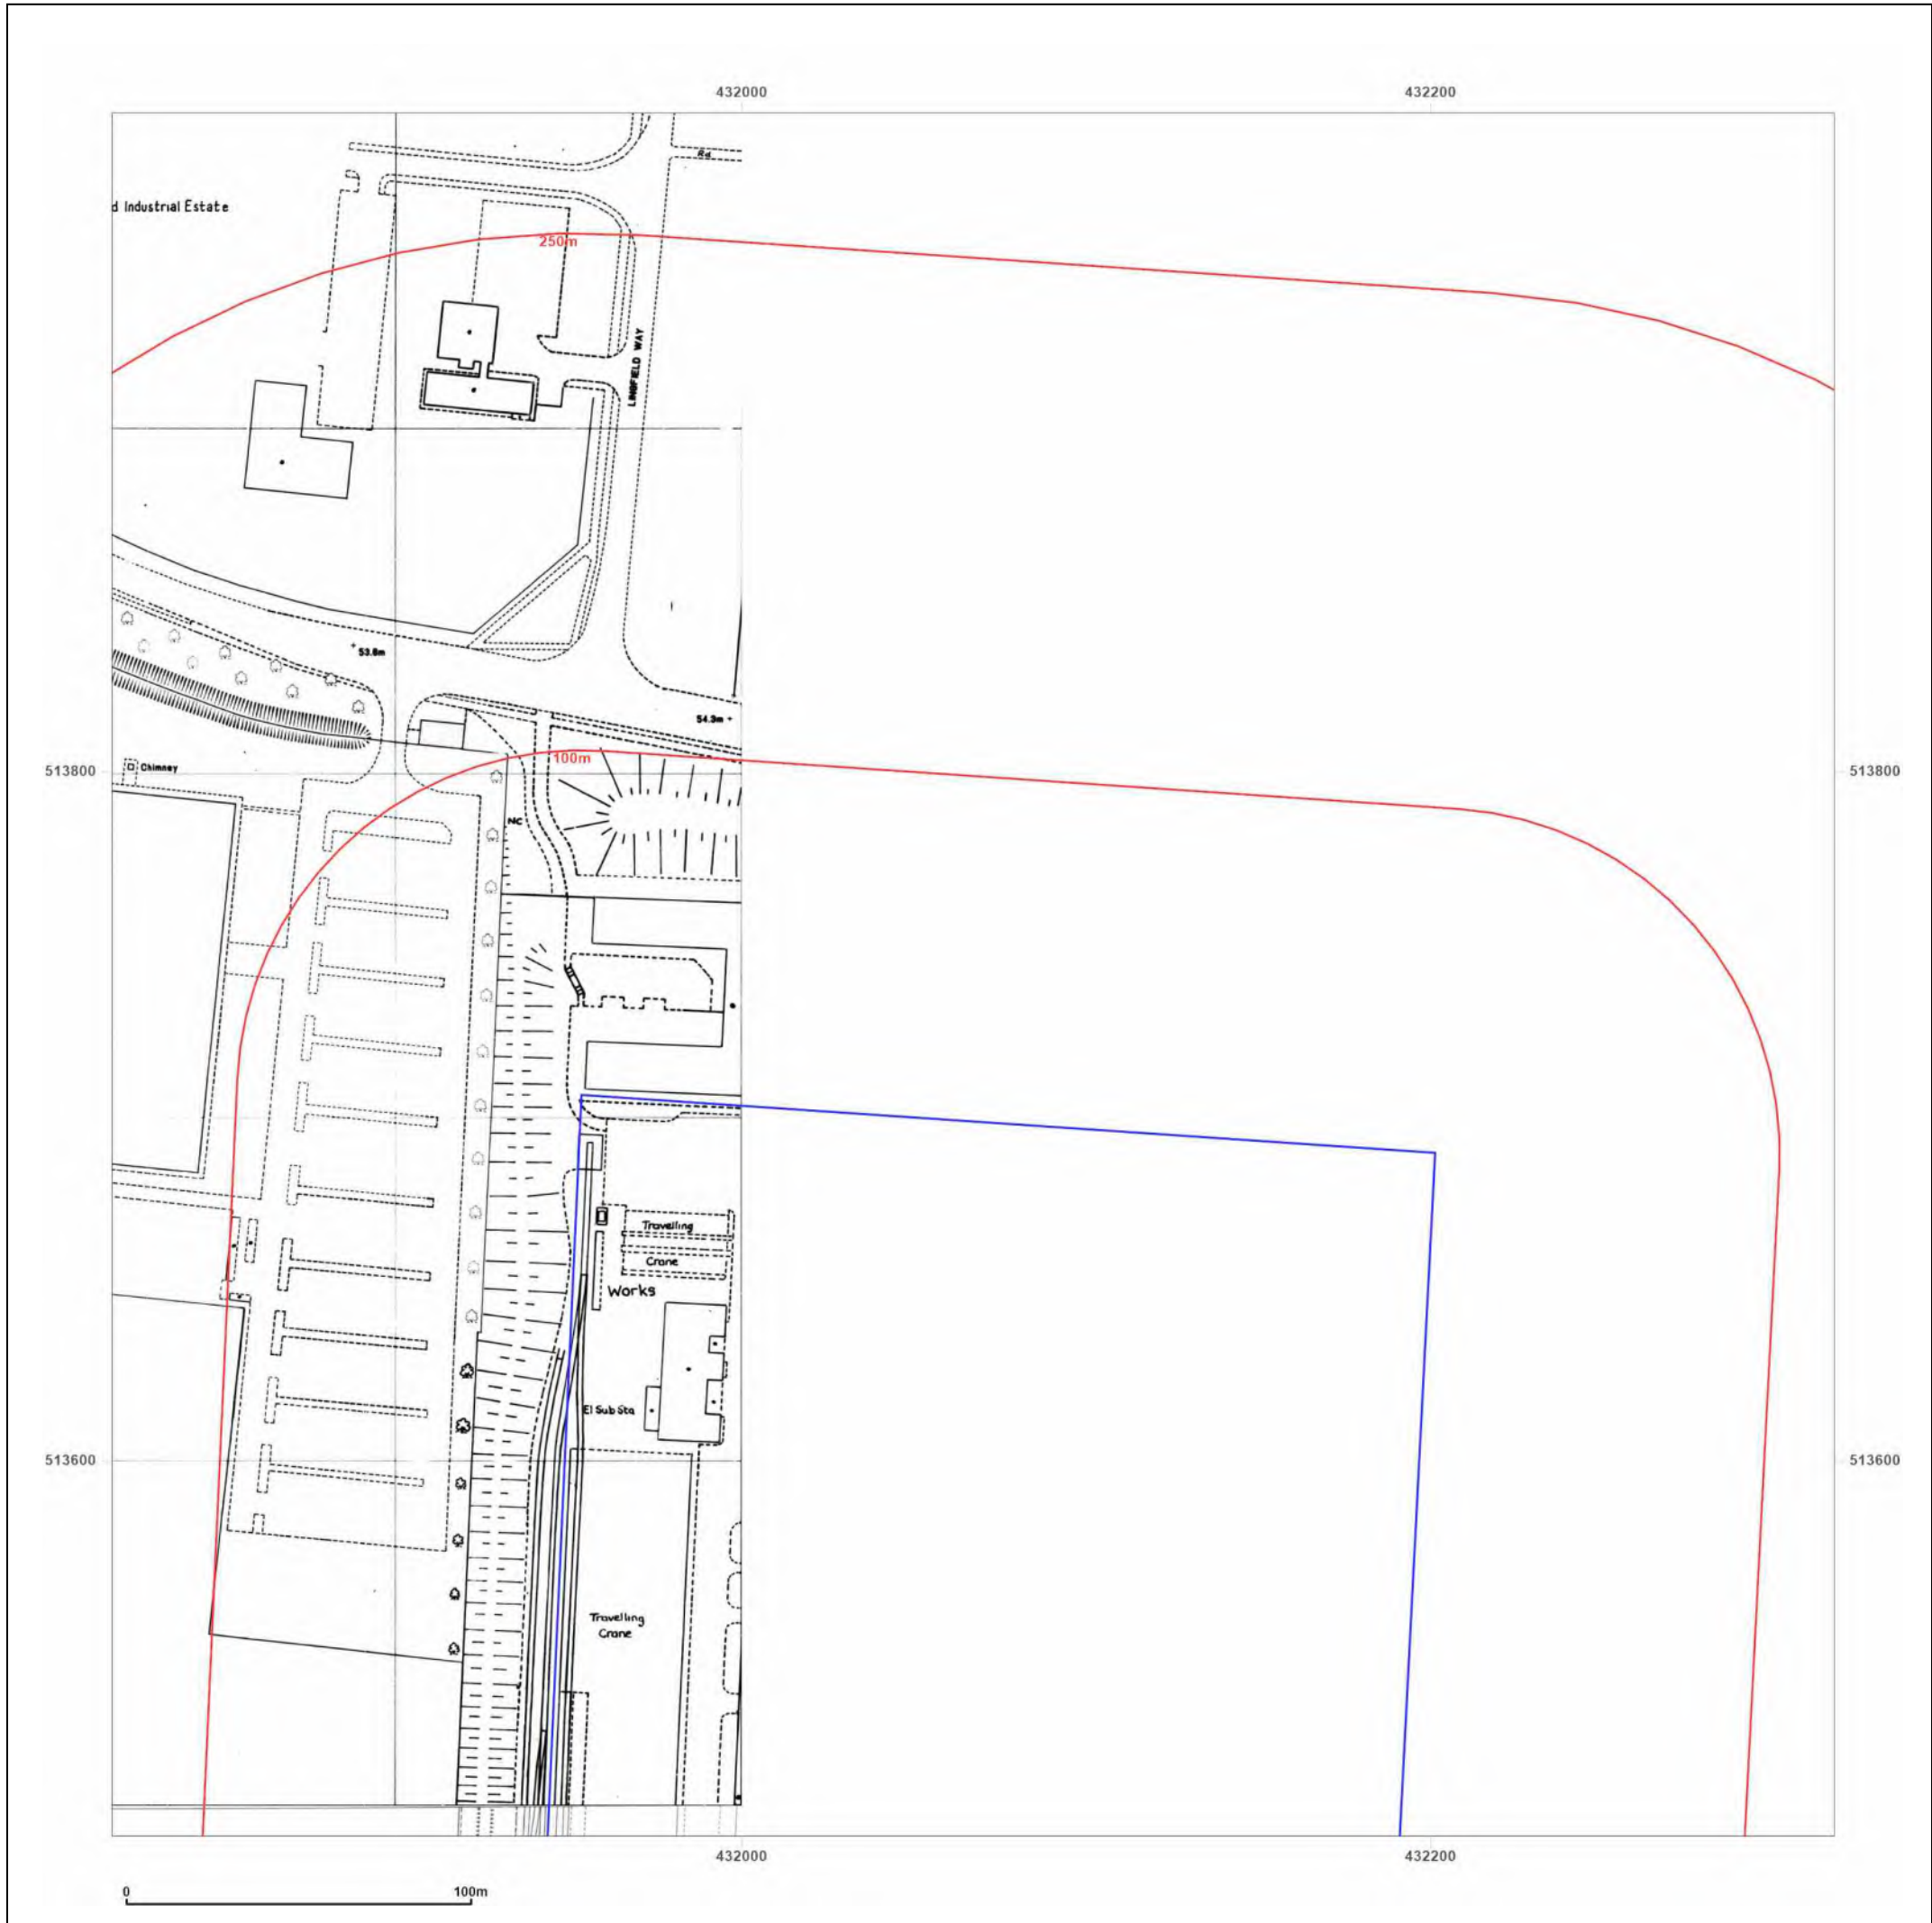 432000
432200
Rd
d Industrial Estate
250m
LINGFIELD WAY
53.8m
54.3m
100m
513800
Chimney
513800
NC
Travelling
Crane
Works
El Sub Sta
513600
513600
Travelling
Crane
432000
432200
0
100m